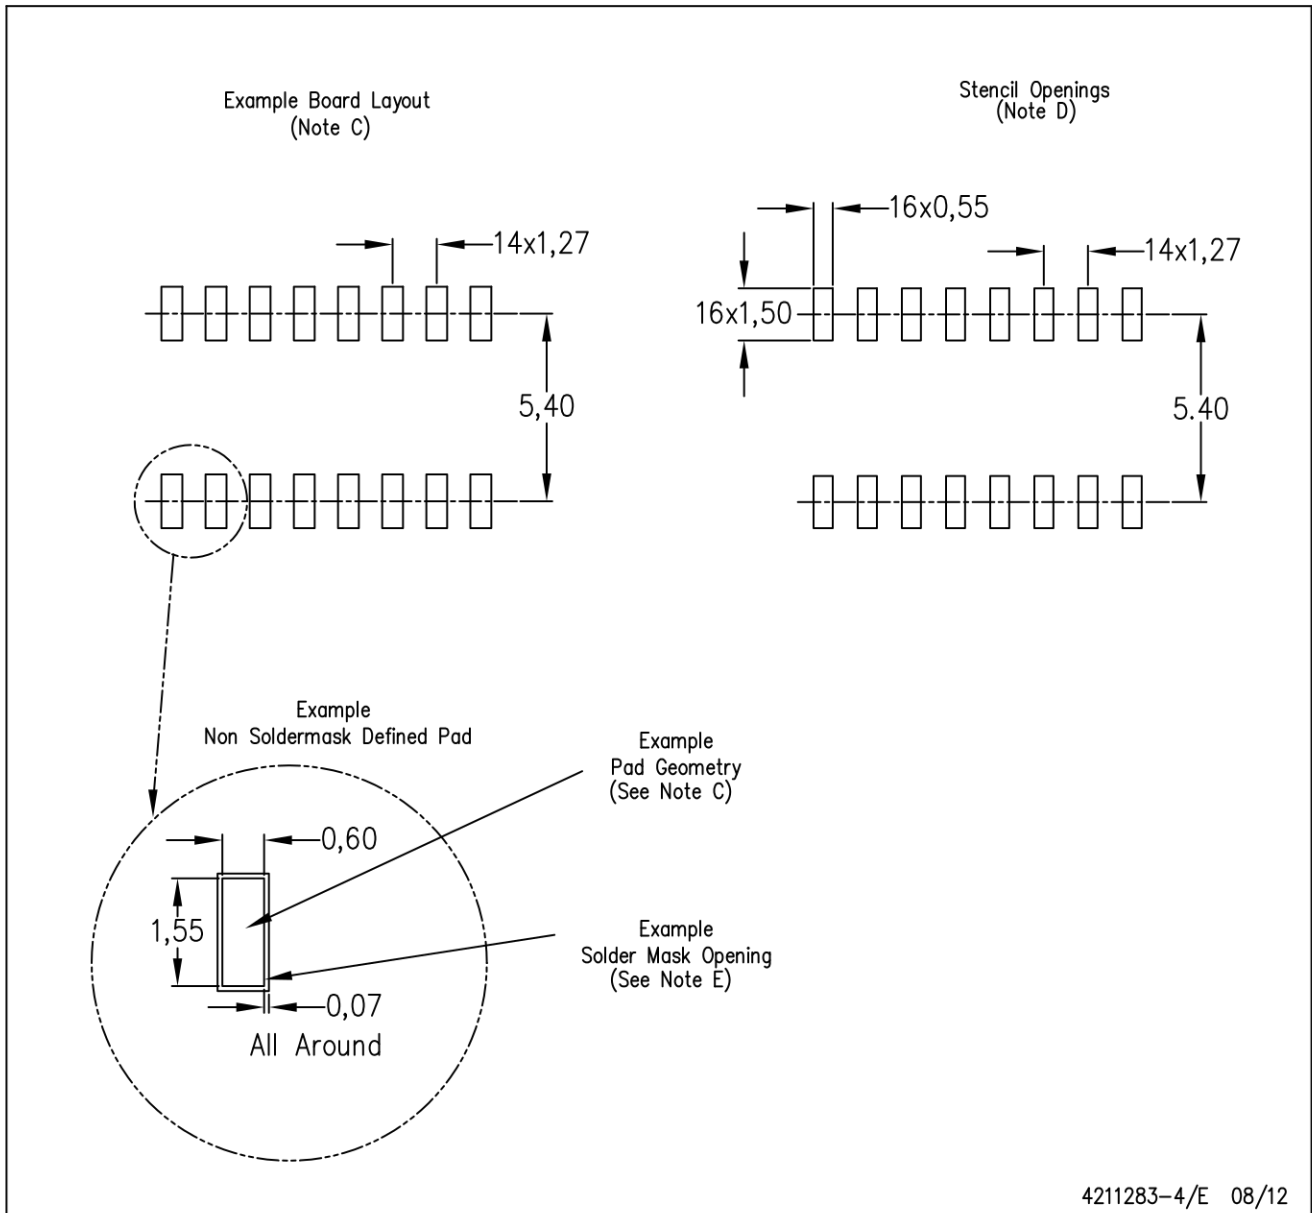 Example Board Layout
(Note C)
Stencil Openings
(Note D)
14x1,27
5,40
16x0,55
14x1,27
16x1,50
5.40
Example
Non Soldermask Defined Pad
Example
Pad Geometry
(See Note C)
0,60
1,55
Example
Solder Mask Opening
(See Note E)
0,07
All Around
4211283-4/E 08/12